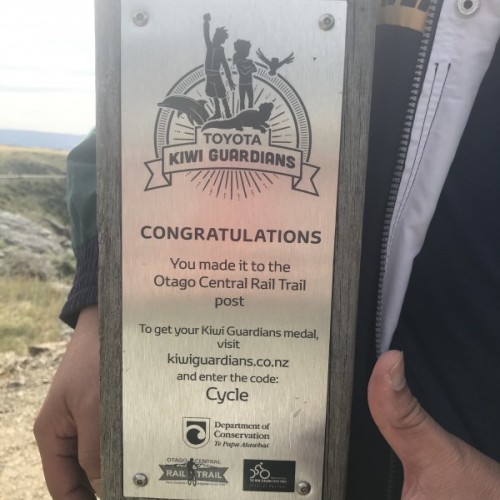 TOYOTA
KIWI GUARDIANS
CONGRATULATIONS
You made it to the
Otago Central Rail Trail
post
To get your Kiwi Guardians medal,
visit
kiwiguardians.co.nz
and enter the code:
Cycle
Department of
Conservation
Te Papa Atawhai
OTAGO CENTRAL
RAIL TRAIL